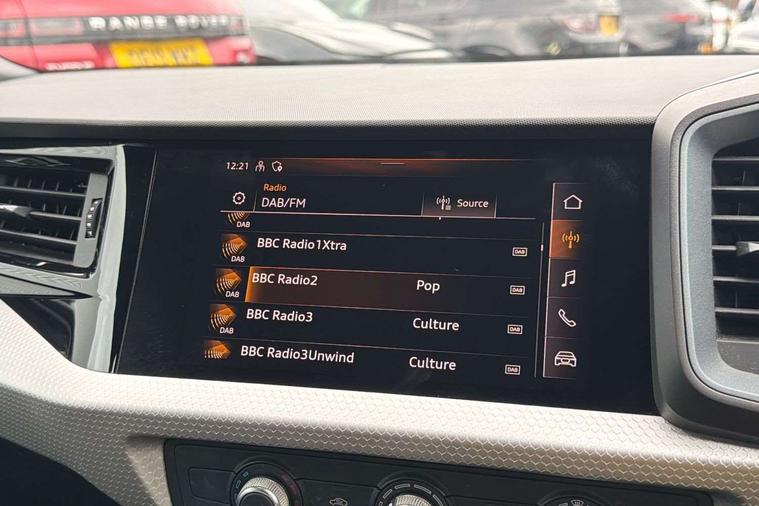 RANGE ROVER
12:21
Radio
DAB/FM
Source
DAB
BBC Radio1Xtra
DAB
DAB
BBC Radio2
Pop
DAB
DAB
BBC Radio3
Culture
DAB
DAB
BBC Radio3Unwind
Culture
DAB